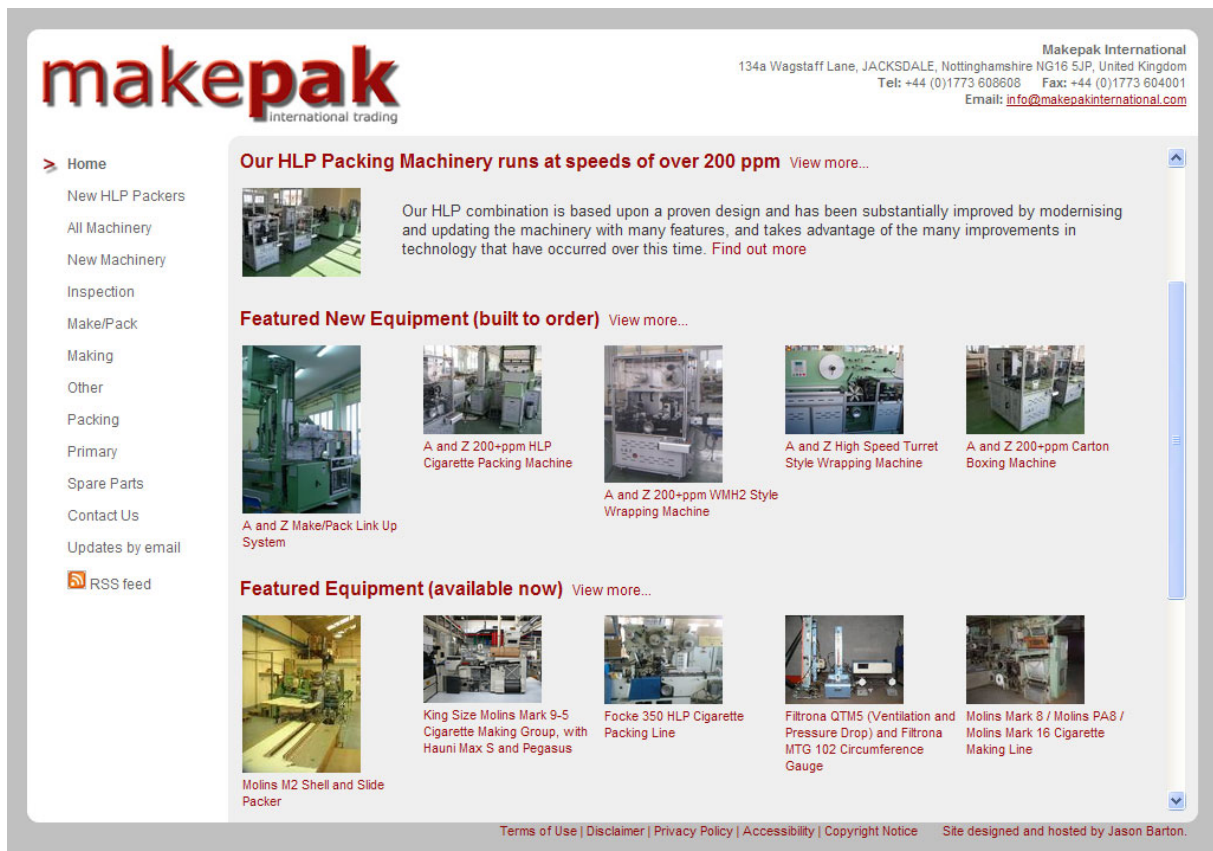 makepak
international trading
Makepak International
134a Wagstaff Lane, JACKSDALE, Nottinghamshire NG16 5JP, United Kingdom
Tel: +44 (0)1773 608608 Fax: +44 (0)1773 604001
Email: info@makepakinternational.com
> Home
New HLP Packers
All Machinery
New Machinery
Inspection
Make/Pack
Making
Other
Packing
Primary
Spare Parts
Contact Us
Updates by email
RSS feed
Our HLP Packing Machinery runs at speeds of over 200 ppm View more...
Our HLP combination is based upon a proven design and has been substantially improved by modernising
and updating the machinery with many features, and takes advantage of the many improvements in
technology that have occurred over this time. Find out more
Featured New Equipment (built to order) View more...
A and Z Make/Pack Link Up
System
A and Z 200+ppm HLP
Cigarette Packing Machine
A and Z 200+ppm WMH2 Style
Wrapping Machine
A and Z High Speed Turret
Style Wrapping Machine
A and Z 200+ppm Carton
Boxing Machine
Featured Equipment (available now) View more...
Molins M2 Shell and Slide
Packer
King Size Molins Mark 9-5
Cigarette Making Group, with
Hauni Max S and Pegasus
Focke 350 HLP Cigarette
Packing Line
Filtrona QTM5 (Ventilation and
Pressure Drop) and Filtrona
MTG 102 Circumference
Gauge
Molins Mark 8 / Molins PA8 /
Molins Mark 16 Cigarette
Making Line
Terms of Use | Disclaimer | Privacy Policy | Accessibility | Copyright Notice Site designed and hosted by Jason Barton.